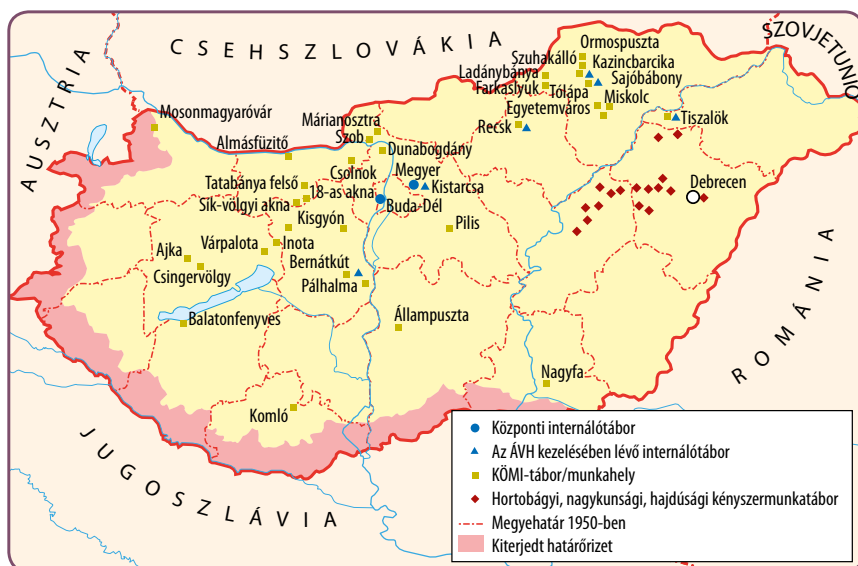 CSEHSZLOVÁKIA
SZOVJETUNIÓ
AUSZTRIA
ROMÁNIA
JUGOSZLÁVIA
Ormospuszta
Szuhakálló
Kazincbarcika
Ladánybánya
Sajóbábony
Farkaslyuk
Tólápa
Miskolc
Egyetemváros
Tiszalök
Recsk
Mosonmagyaróvár
Máriaosztra
Szob
Almásfüzitő
Dunabogdány
Csolnok
Megyer
Kistarcsa
Debrecen
Tatabánya felső
18-as akna
Buda-Dél
Sík-völgyi akna
Kisgyón
Pilis
Ajka
Várpalota
Inota
Csingervölgy
Bernátkút
Pálhalma
Balatonfenyves
Állampuszta
Nagyfa
Komló
Központi internálótábor
Az ÁVH kezelésében lévő internálótábor
KÖMI-tábor/munkahely
Hortobágyi, nagykunsági, hajdúsági kényszermunkatábor
Megyehatár 1950-ben
Kiterjedt határőrizet